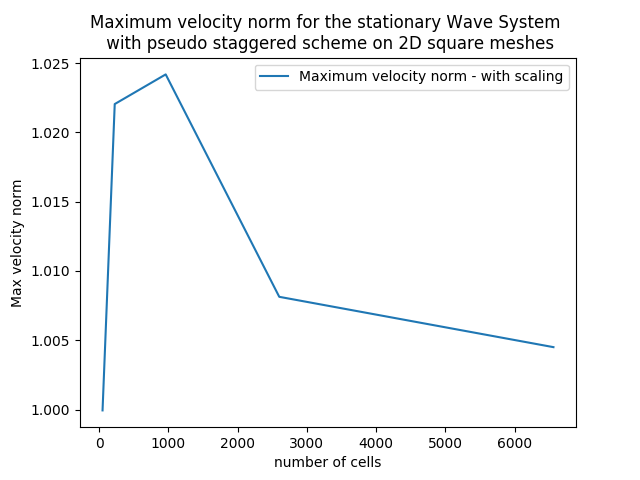 Maximum velocity norm for the stationary Wave System
with pseudo staggered scheme on 2D square meshes
Maximum velocity norm - with scaling
Max velocity norm
1.025
1.020
1.015
1.010
1.005
1.000
0 1000 2000 3000 4000 5000 6000
number of cells